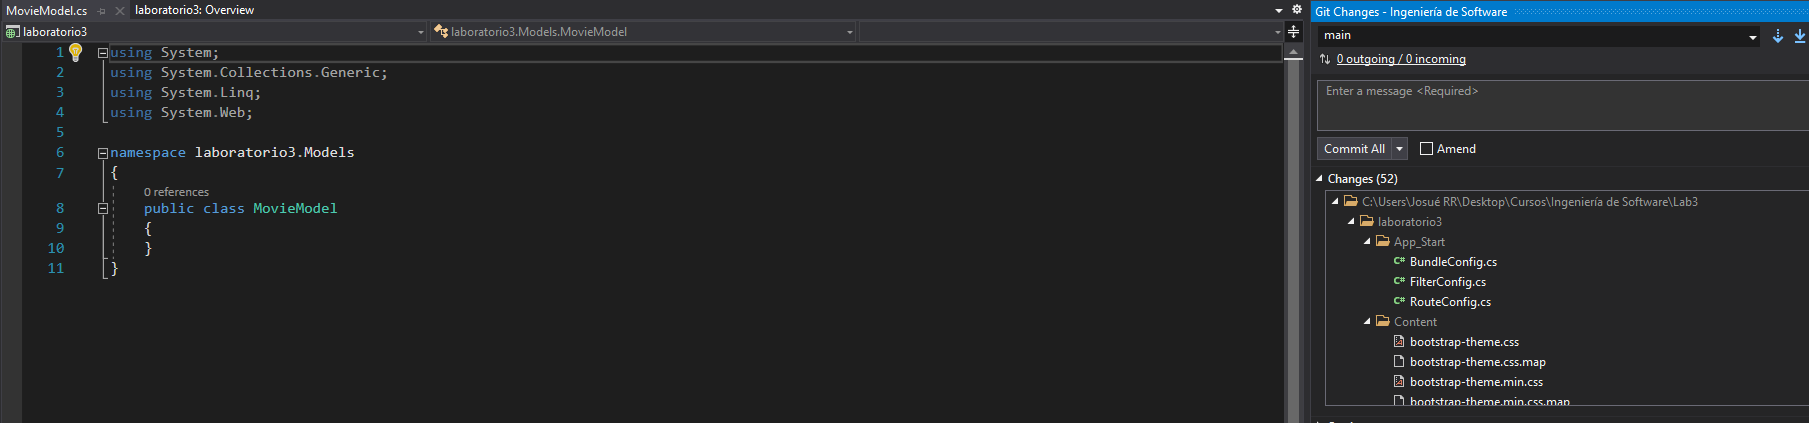 MovieModel.cs
laboratorio3: Overview
laboratorio3
laboratorio3.Models.MovieModel
1 using System;
2 using System.Collections.Generic;
3 using System.Linq;
4 using System.Web;
5
6 namespace laboratorio3.Models
7 {
0 references
8 public class MovieModel
9 {
10 }
11 }
Git Changes - Ingeniería de Software
main
0 outgoing / 0 incoming
Enter a message <Required>
Commit All
Amend
Changes (52)
C:\Users\Josué RR\Desktop\Cursos\Ingeniería de Software\Lab3
laboratorio3
App_Start
C# BundleConfig.cs
C# FilterConfig.cs
C# RouteConfig.cs
Content
bootstrap-theme.css
bootstrap-theme.css.map
bootstrap-theme.min.css
bootstrap-theme.min.css.map